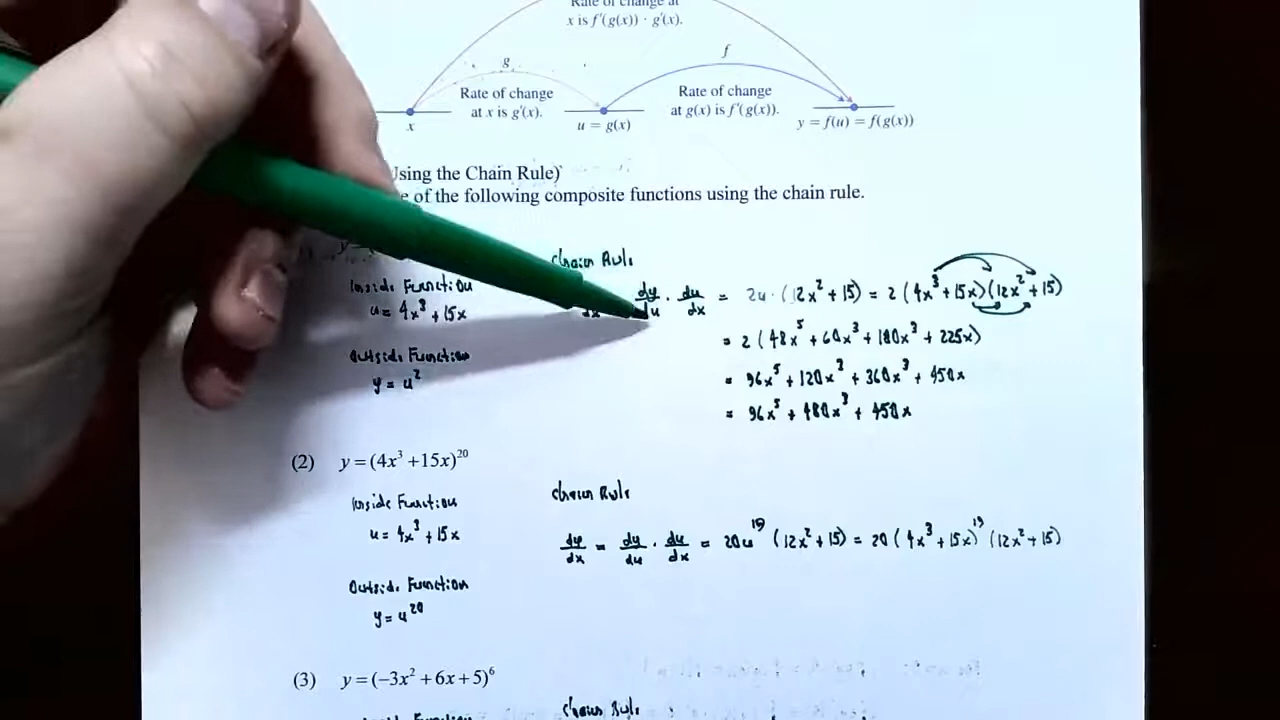 Rate of change at
x is f′(g(x)) · g′(x).
g
f
Rate of change
at x is g′(x).
Rate of change
at g(x) is f′(g(x)).
x
u = g(x)
y = f(u) = f(g(x))
Using the Chain Rule)
of the following composite functions using the chain rule.
Chain Rule
Inside Function
u = 4x³ + 15x
dy/du · du/dx = 2u · (12x² + 15) = 2(4x³ + 15x)(12x² + 15)
= 2(48x⁵ + 60x³ + 180x³ + 225x)
Outside Function
y = u²
= 96x⁵ + 120x³ + 360x³ + 450x
= 96x⁵ + 480x³ + 450x
(2) y = (4x³ + 15x)²⁰
Inside Function
u = 4x³ + 15x
Chain Rule
dy/dx = dy/du · du/dx = 20u¹⁹ (12x² + 15) = 20(4x³ + 15x)¹⁹ (12x² + 15)
Outside Function
y = u²⁰
(3) y = (−3x² + 6x + 5)⁶
Chain Rule
Inside Function